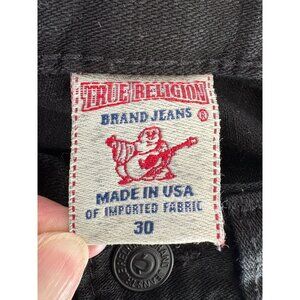 TRUE RELIGION
BRAND JEANS ®
MADE IN USA
OF IMPORTED FABRIC
30